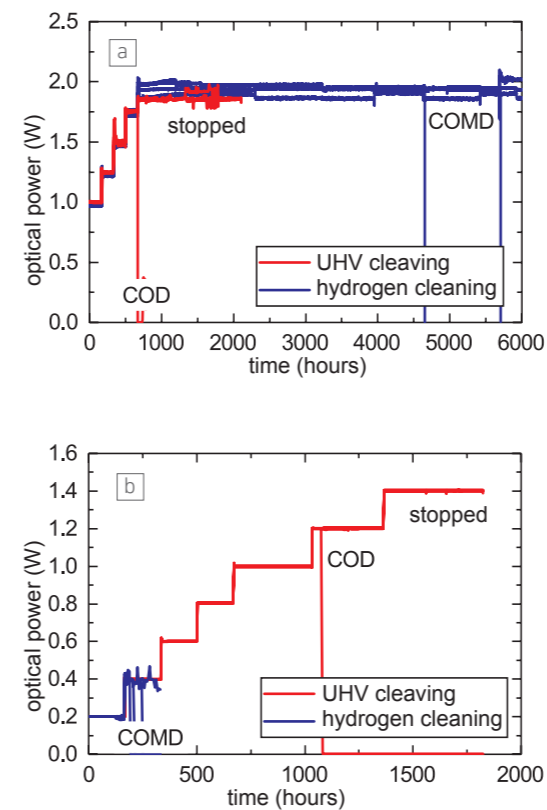 a
2.5
2.0
1.5
1.0
0.5
0.0
optical power (W)
stopped
COMD
COD
UHV cleaving
hydrogen cleaning
0 1000 2000 3000 4000 5000 6000
time (hours)
b
1.6
1.4
1.2
1.0
0.8
0.6
0.4
0.2
0.0
optical power (W)
stopped
COD
COMD
UHV cleaving
hydrogen cleaning
0 500 1000 1500 2000
time (hours)